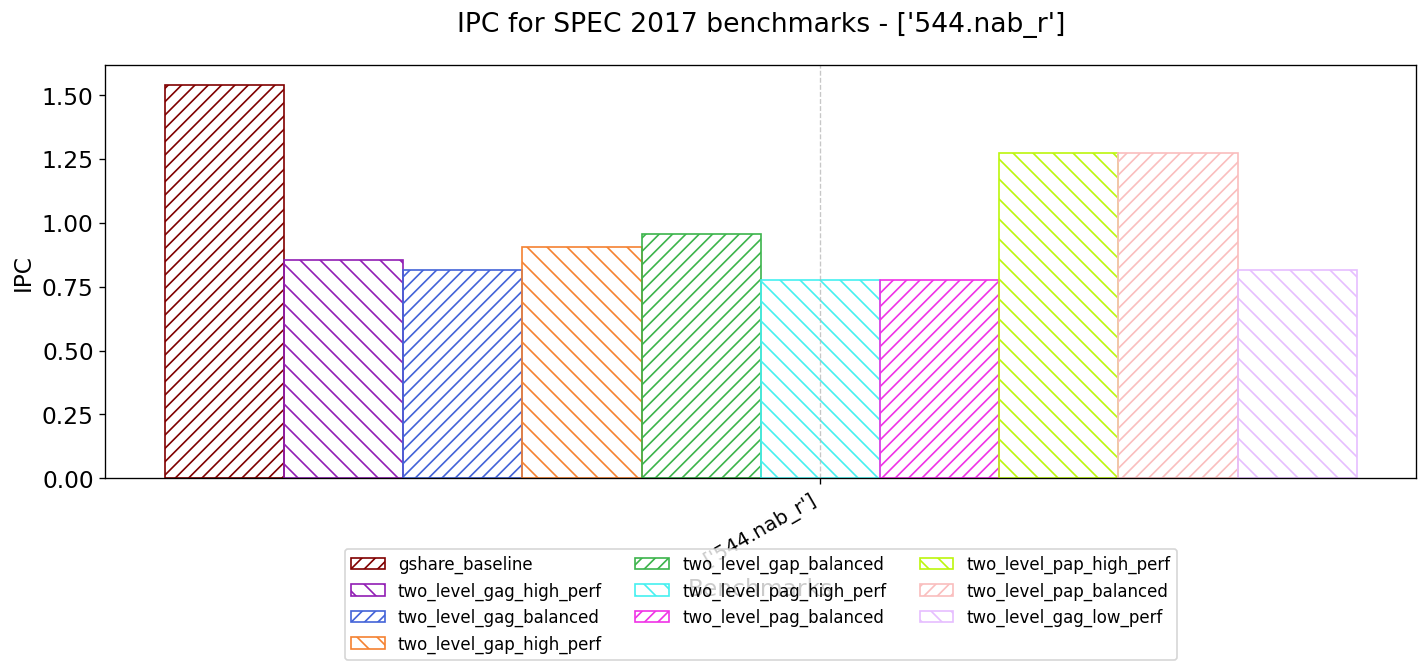 IPC for SPEC 2017 benchmarks - ['544.nab_r']
IPC
1.50
1.25
1.00
0.75
0.50
0.25
0.00
['544.nab_r']
Benchmarks
gshare_baseline
two_level_gag_high_perf
two_level_gag_balanced
two_level_gap_high_perf
two_level_gap_balanced
two_level_pag_high_perf
two_level_pag_balanced
two_level_pap_high_perf
two_level_pap_balanced
two_level_gag_low_perf